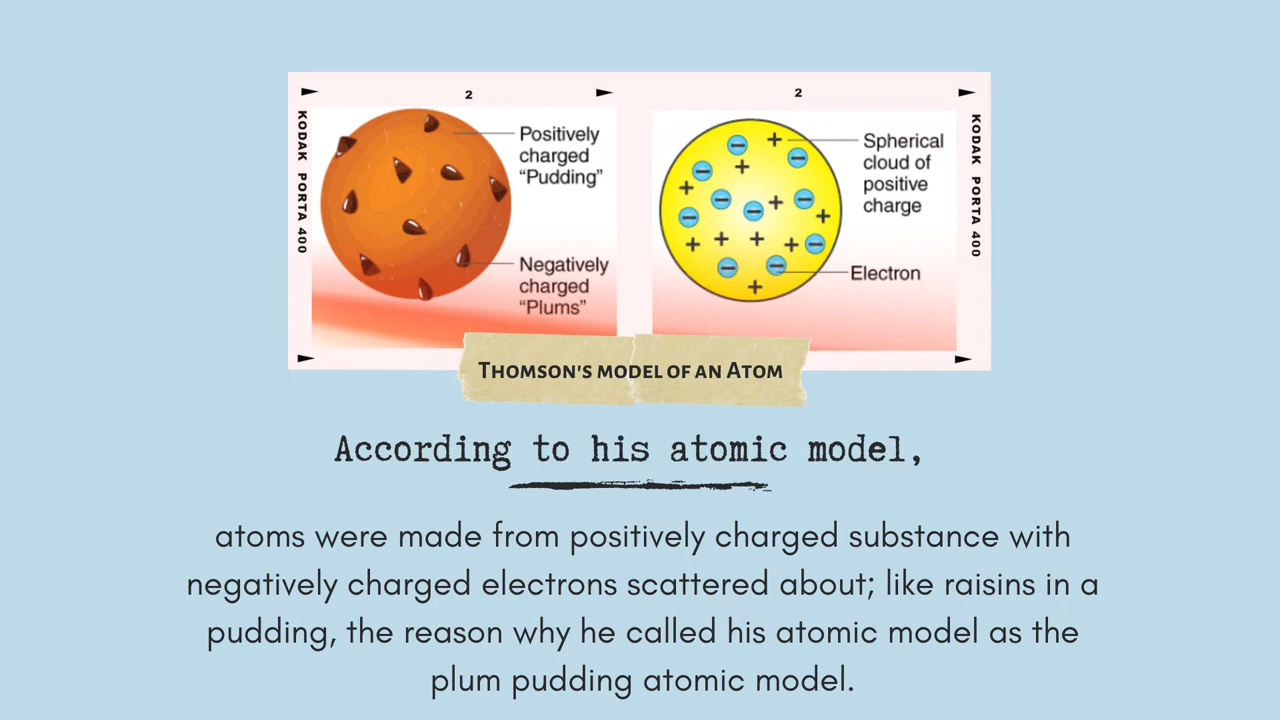 2
2
KODAK PORTA 400
Positively
charged
“Pudding”
Negatively
charged
“Plums”
Spherical
cloud of
positive
charge
Electron
KODAK PORTA 400
THOMSON'S MODEL OF AN ATOM
According to his atomic model,
atoms were made from positively charged substance with
negatively charged electrons scattered about; like raisins in a
pudding, the reason why he called his atomic model as the
plum pudding atomic model.